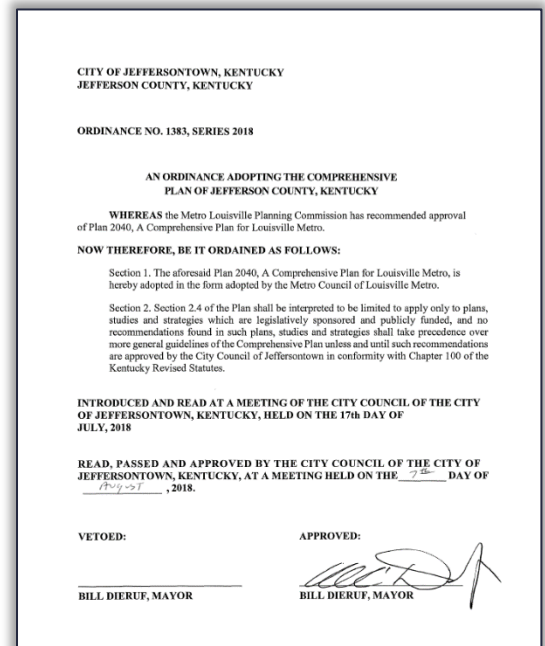 CITY OF JEFFERSONTOWN, KENTUCKY
JEFFERSON COUNTY, KENTUCKY
ORDINANCE NO. 1383, SERIES 2018
AN ORDINANCE ADOPTING THE COMPREHENSIVE
PLAN OF JEFFERSON COUNTY, KENTUCKY
WHEREAS the Metro Louisville Planning Commission has recommended approval
of Plan 2040, A Comprehensive Plan for Louisville Metro.
NOW THEREFORE, BE IT ORDAINED AS FOLLOWS:
Section 1. The aforesaid Plan 2040, A Comprehensive Plan for Louisville Metro, is
hereby adopted in the form adopted by the Metro Council of Louisville Metro.
Section 2. Section 2.4 of the Plan shall be interpreted to be limited to apply only to plans,
studies and strategies which are legislatively sponsored and publicly funded, and no
recommendations found in such plans, studies and strategies shall take precedence over
more general guidelines of the Comprehensive Plan unless and until such recommendations
are approved by the City Council of Jeffersontown in conformity with Chapter 100 of the
Kentucky Revised Statutes.
INTRODUCED AND READ AT A MEETING OF THE CITY COUNCIL OF THE CITY
OF JEFFERSONTOWN, KENTUCKY, HELD ON THE 17th DAY OF
JULY, 2018
READ, PASSED AND APPROVED BY THE CITY COUNCIL OF THE CITY OF
JEFFERSONTOWN, KENTUCKY, AT A MEETING HELD ON THE 7th DAY OF
AUGUST, 2018.
VETOED: APPROVED:
BILL DIERUF, MAYOR BILL DIERUF, MAYOR